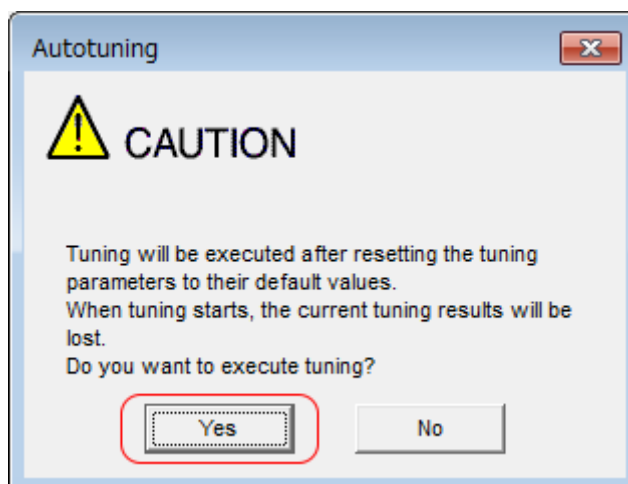 Autotuning
CAUTION
Tuning will be executed after resetting the tuning
parameters to their default values.
When tuning starts, the current tuning results will be
lost.
Do you want to execute tuning?
Yes No